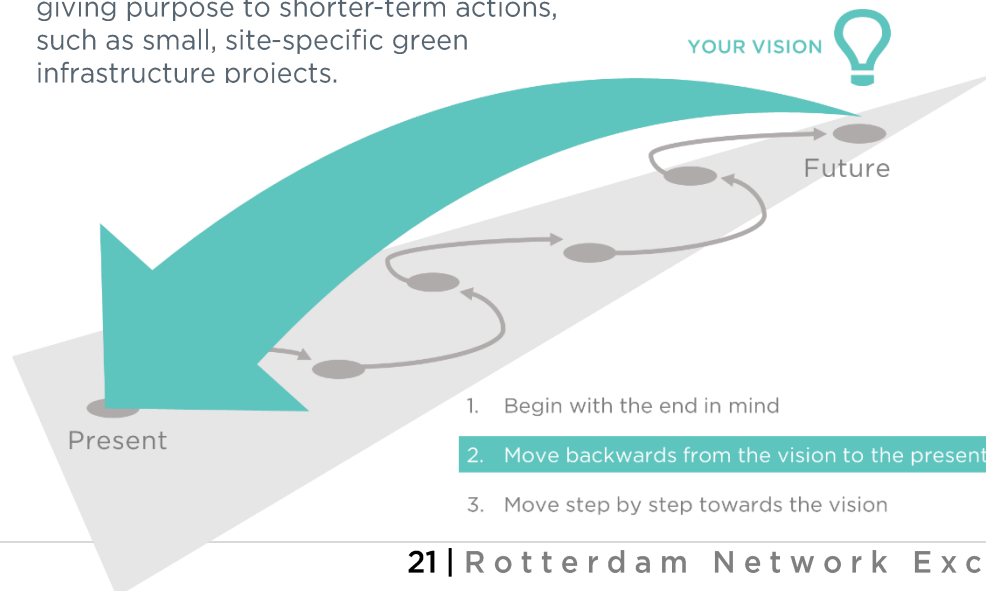 giving purpose to shorter-term actions,
such as small, site-specific green
infrastructure projects.
YOUR VISION
Future
Present
1. Begin with the end in mind
2. Move backwards from the vision to the present
3. Move step by step towards the vision
21 | Rotterdam Network Exc